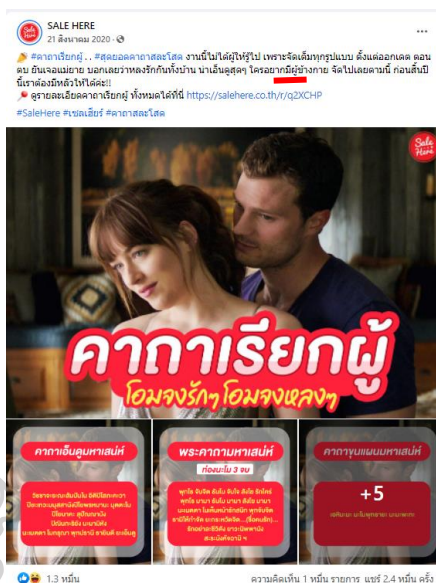 SALE HERE
21 สิงหาคม 2020
#คาถาเรียกผู้ . . #สุดยอดคาถาสละโสด งานนี้ไม่ได้ผู้ให้รู้ไป เพราะจัดเต็มทุกรูปแบบ ตั้งแต่ออกเดต ตอน
ตบ ยันเจอแม่ยาย บอกเลยว่าหลงรักกันทั้งบ้าน น่าเอ็นดูสุดๆ ใครอยากมีผู้ข้างกาย จัดไปเลยตามนี้ ก่อนสิ้นปี
นี้เราต้องมีหลัวให้ได้ค่ะ!!
ดูรายละเอียดคาถาเรียกผู้ ทั้งหมดได้ที่นี่ https://salehere.co.th/r/q2XCHP
#SaleHere #เซลเฮียร์ #คาถาสละโสด
Sale Here
คาถาเรียกผู้
โอมจงรักๆ โอมจงหลงๆ
คาถาเอ็นดูมหาเสน่ห์
พระคาถามหาเสน่ห์
ท่องนะโม 3 จบ
คาถาขุนแผนมหาเสน่ห์
+5
1.3 หมื่น
ความคิดเห็น 1 หมื่น รายการ แชร์ 2.4 หมื่น ครั้ง